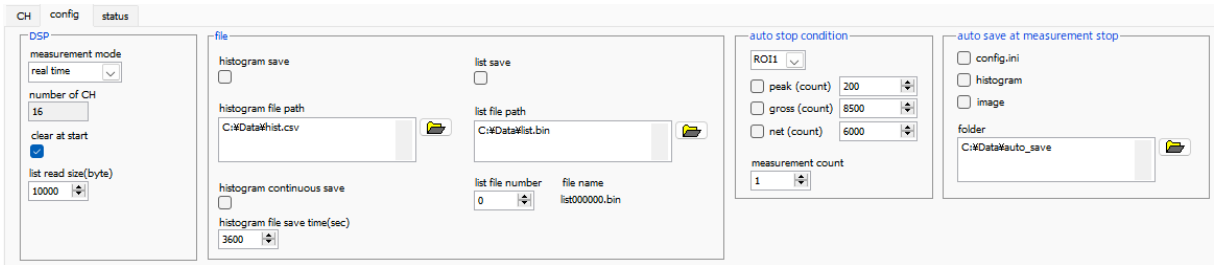 CH config status
DSP
measurement mode
real time
number of CH
16
clear at start
list read size(byte)
10000
file
histogram save
histogram file path
C:¥Data¥hist.csv
histogram continuous save
histogram file save time(sec)
3600
list save
list file path
C:¥Data¥list.bin
list file number file name
0 list000000.bin
auto stop condition
ROI1
peak (count) 200
gross (count) 8500
net (count) 6000
measurement count
1
auto save at measurement stop
config.ini
histogram
image
folder
C:¥Data¥auto_save